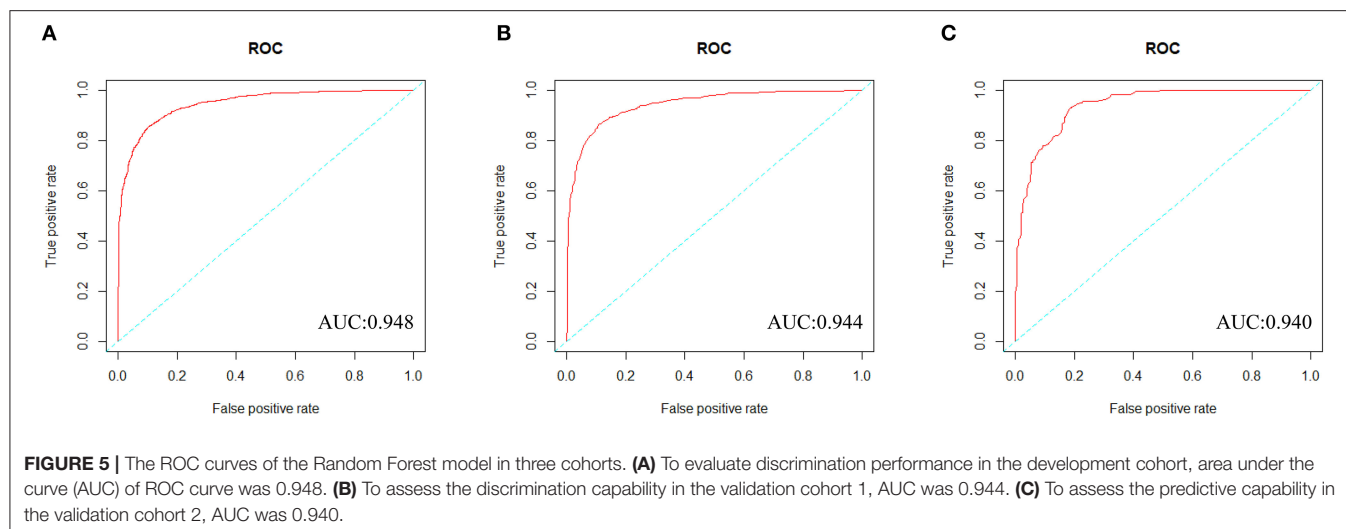 A
ROC
True positive rate
1.0
0.8
0.6
0.4
0.2
0.0
AUC:0.948
0.0 0.2 0.4 0.6 0.8 1.0
False positive rate
B
ROC
True positive rate
1.0
0.8
0.6
0.4
0.2
0.0
AUC:0.944
0.0 0.2 0.4 0.6 0.8 1.0
False positive rate
C
ROC
True positive rate
1.0
0.8
0.6
0.4
0.2
0.0
AUC:0.940
0.0 0.2 0.4 0.6 0.8 1.0
False positive rate
FIGURE 5 | The ROC curves of the Random Forest model in three cohorts. (A) To evaluate discrimination performance in the development cohort, area under the
curve (AUC) of ROC curve was 0.948. (B) To assess the discrimination capability in the validation cohort 1, AUC was 0.944. (C) To assess the predictive capability in
the validation cohort 2, AUC was 0.940.